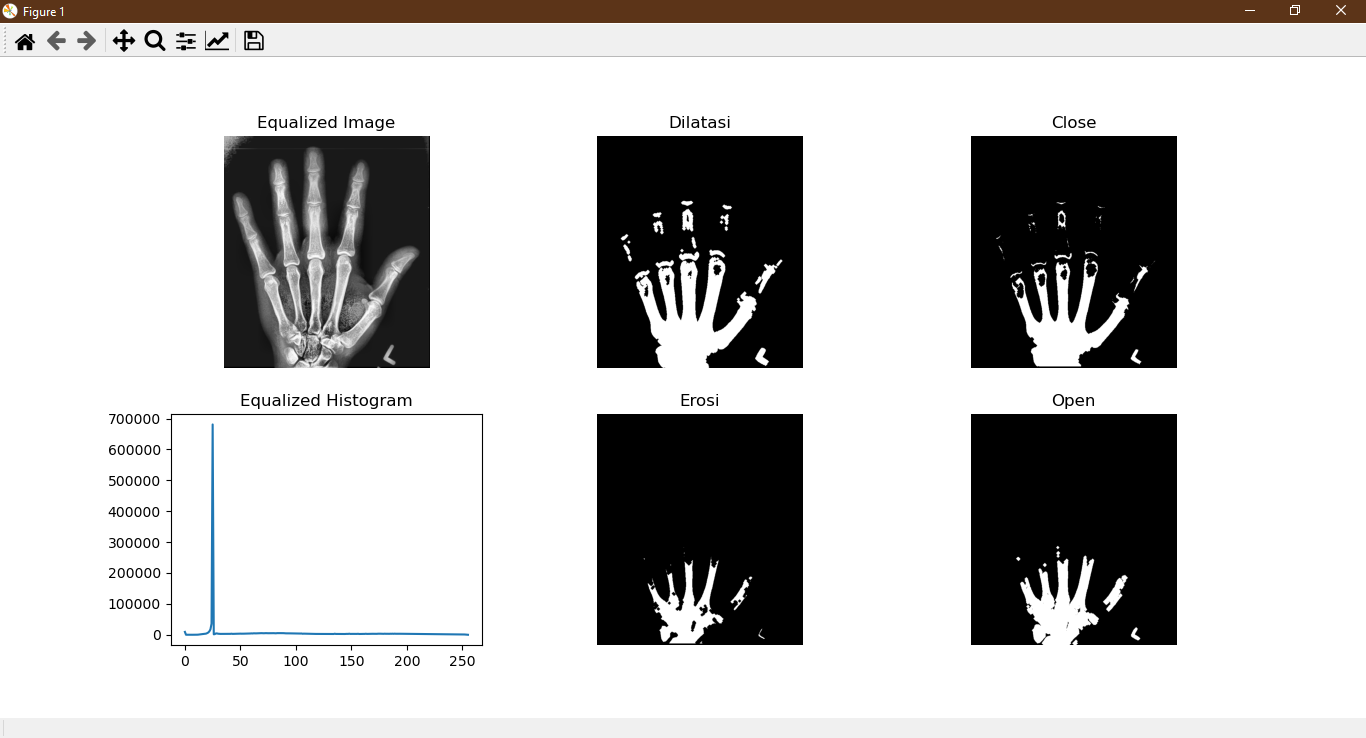 Figure 1
Equalized Image
Dilatasi
Close
Equalized Histogram
Erosi
Open
700000
600000
500000
400000
300000
200000
100000
0
0 50 100 150 200 250